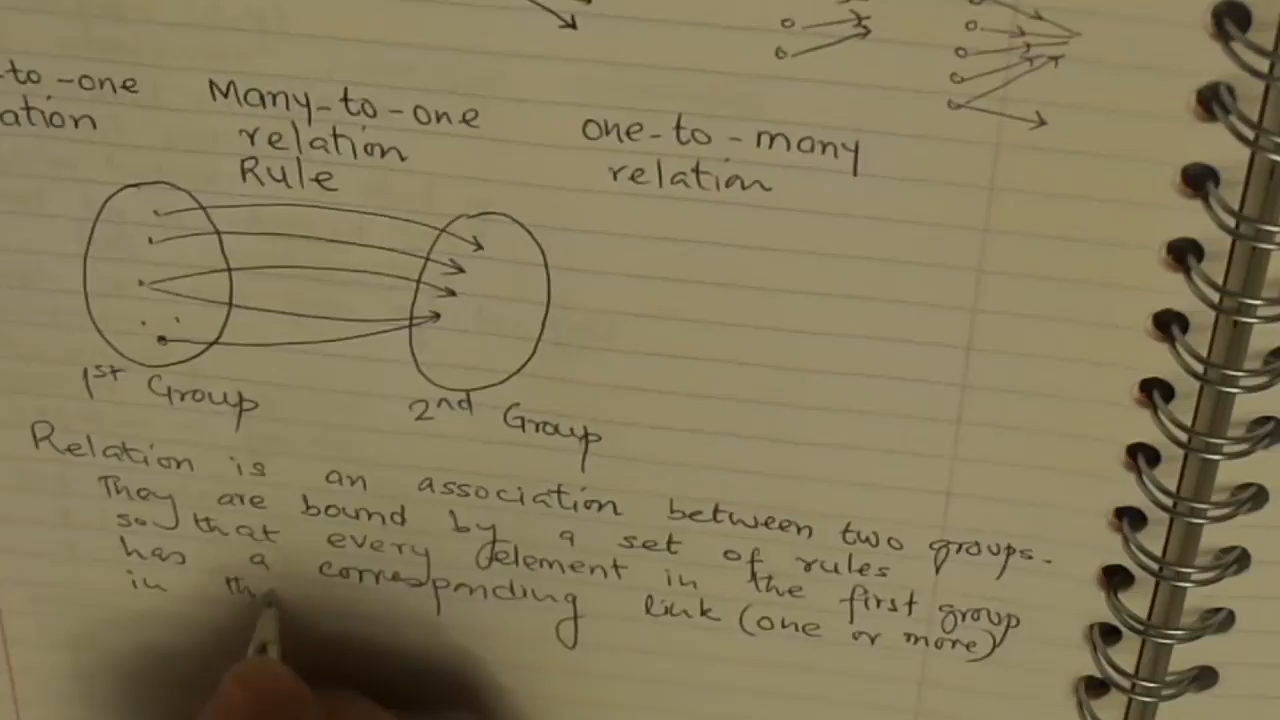 -to-one
ation
Many-to-one
relation
Rule
one-to-many
relation
1st Group
2nd Group
Relation is an association between two groups.
They are bound by a set of rules
so that every element in the first group
has a correspnding link (one or more)
in the